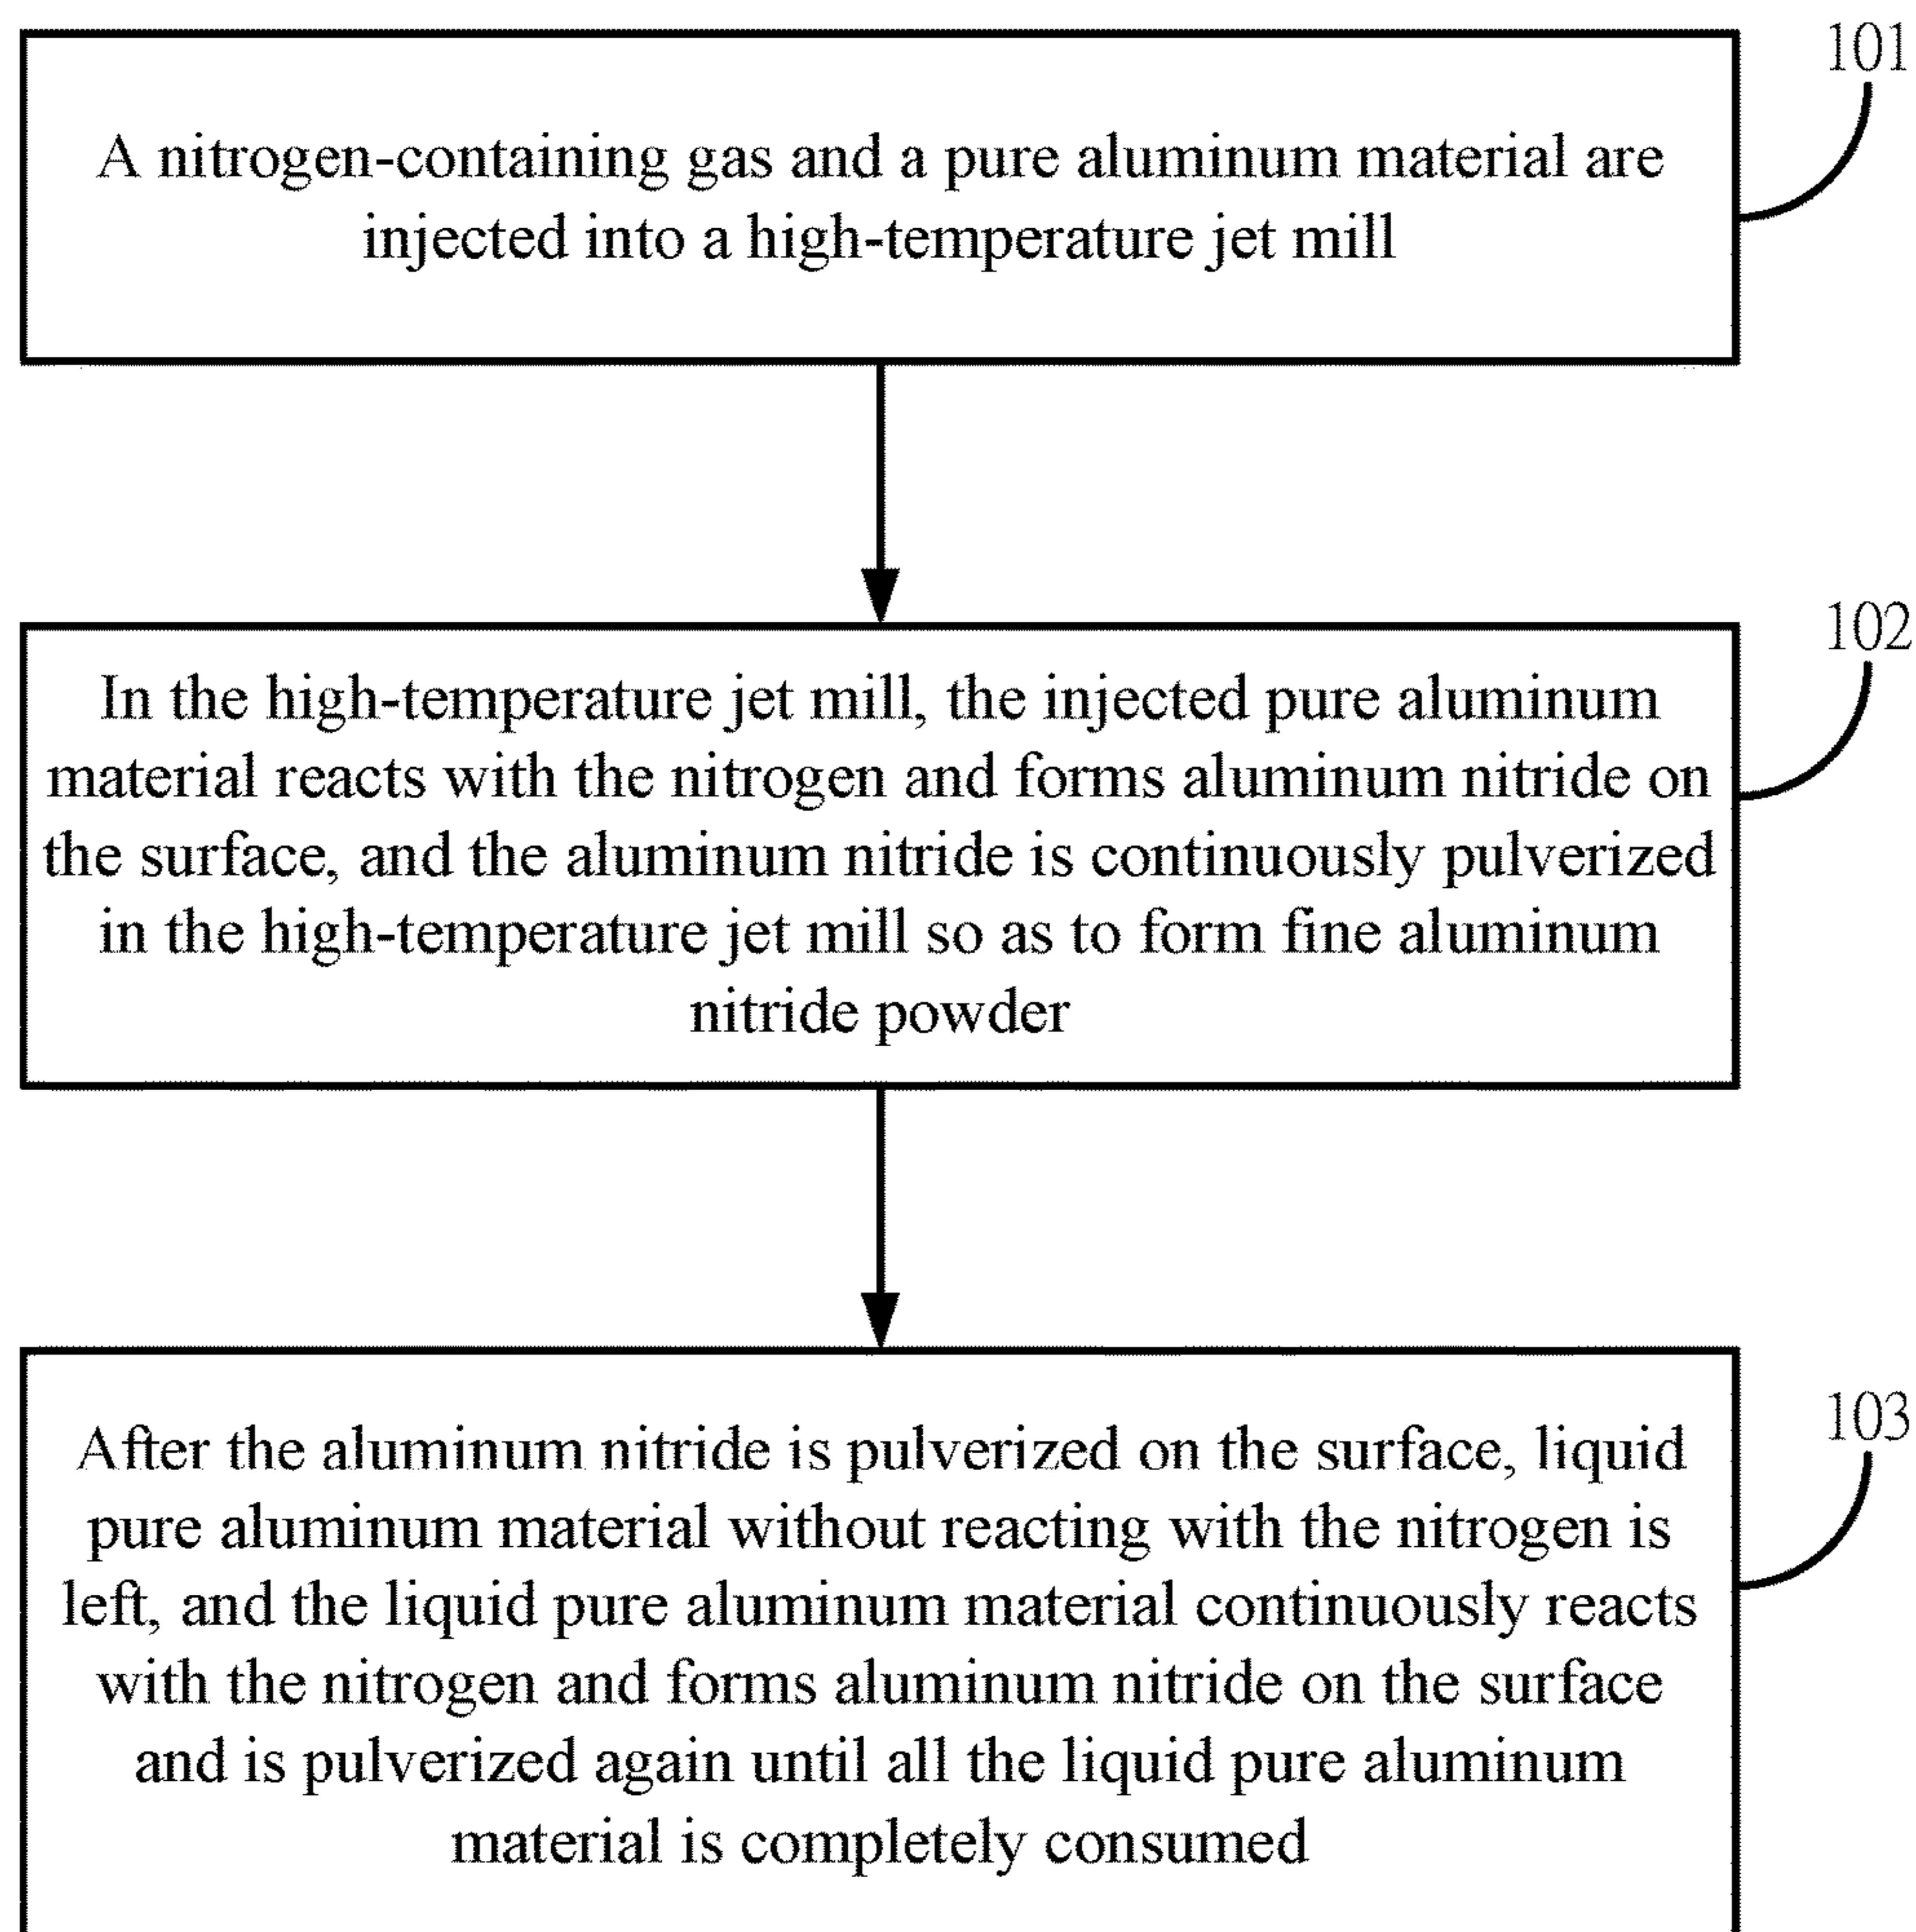 101
A nitrogen-containing gas and a pure aluminum material are
injected into a high-temperature jet mill
102
In the high-temperature jet mill, the injected pure aluminum
material reacts with the nitrogen and forms aluminum nitride on
the surface, and the aluminum nitride is continuously pulverized
in the high-temperature jet mill so as to form fine aluminum
nitride powder
103
After the aluminum nitride is pulverized on the surface, liquid
pure aluminum material without reacting with the nitrogen is
left, and the liquid pure aluminum material continuously reacts
with the nitrogen and forms aluminum nitride on the surface
and is pulverized again until all the liquid pure aluminum
material is completely consumed